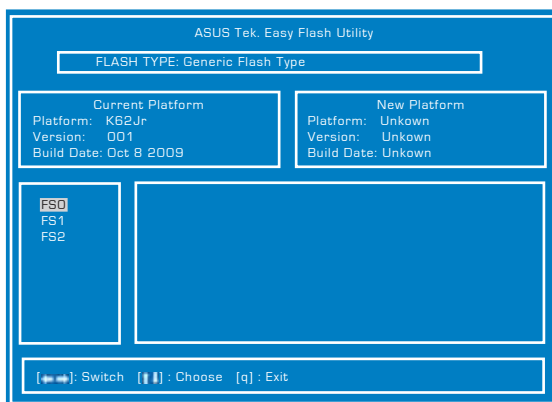 ASUS Tek. Easy Flash Utility
FLASH TYPE: Generic Flash Type
Current Platform
Platform: K62Jr
Version: 001
Build Date: Oct 8 2009
New Platform
Platform: Unkown
Version: Unkown
Build Date: Unkown
FS0
FS1
FS2
[←→]: Switch [↑↓] : Choose [q] : Exit